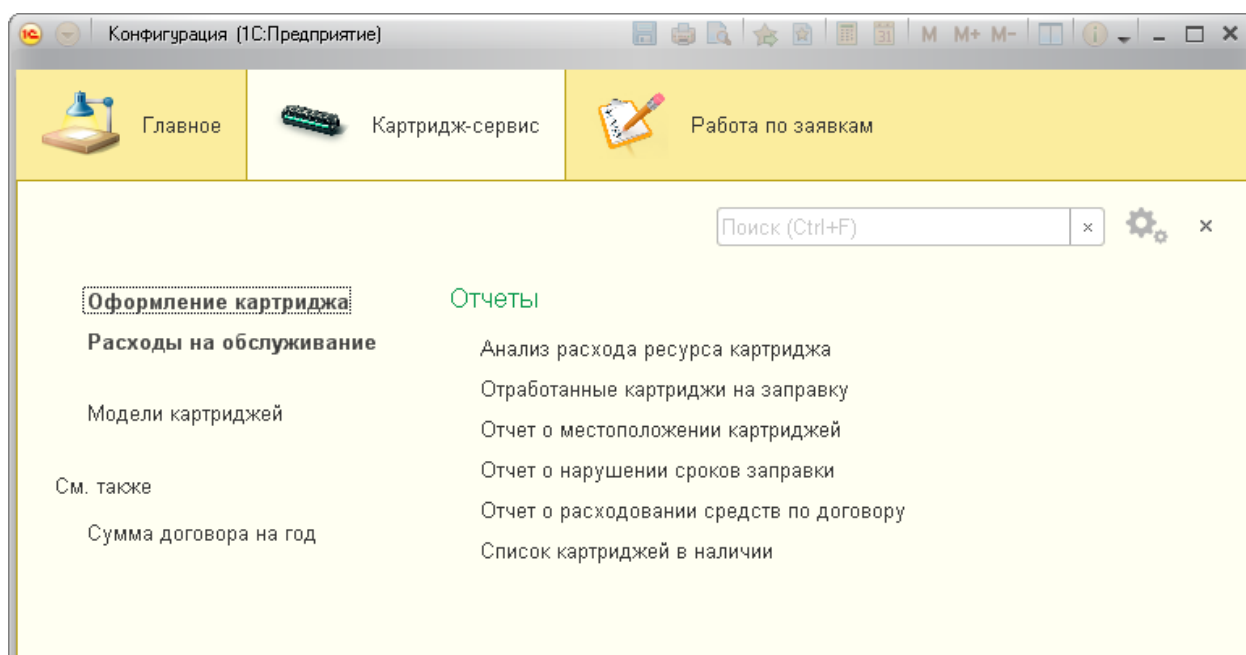 Конфигурация (1С:Предприятие)
31 M M+ M-
Главное
Картридж-сервис
Работа по заявкам
Поиск (Ctrl+F)
Оформление картриджа
Расходы на обслуживание
Модели картриджей
См. также
Сумма договора на год
Отчеты
Анализ расхода ресурса картриджа
Отработанные картриджи на заправку
Отчет о местоположении картриджей
Отчет о нарушении сроков заправки
Отчет о расходовании средств по договору
Список картриджей в наличии